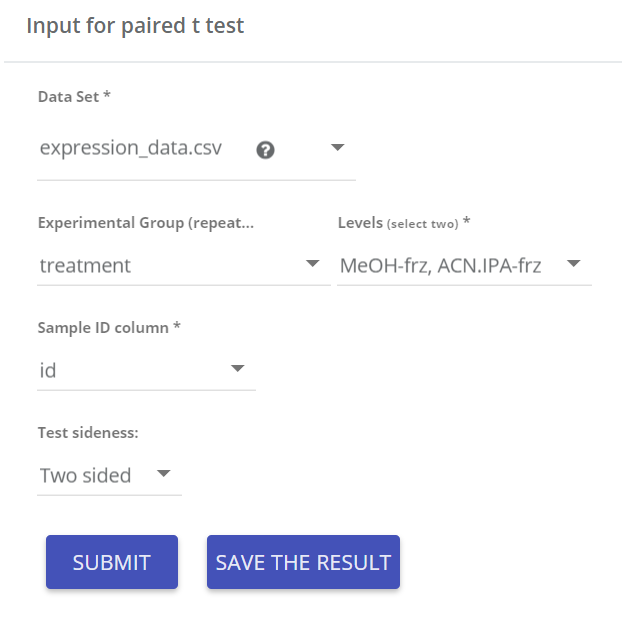 Input for paired t test
Data Set *
expression_data.csv ?
Experimental Group (repeat... Levels (select two) *
treatment MeOH-frz, ACN.IPA-frz
Sample ID column *
id
Test sideness:
Two sided
SUBMIT SAVE THE RESULT